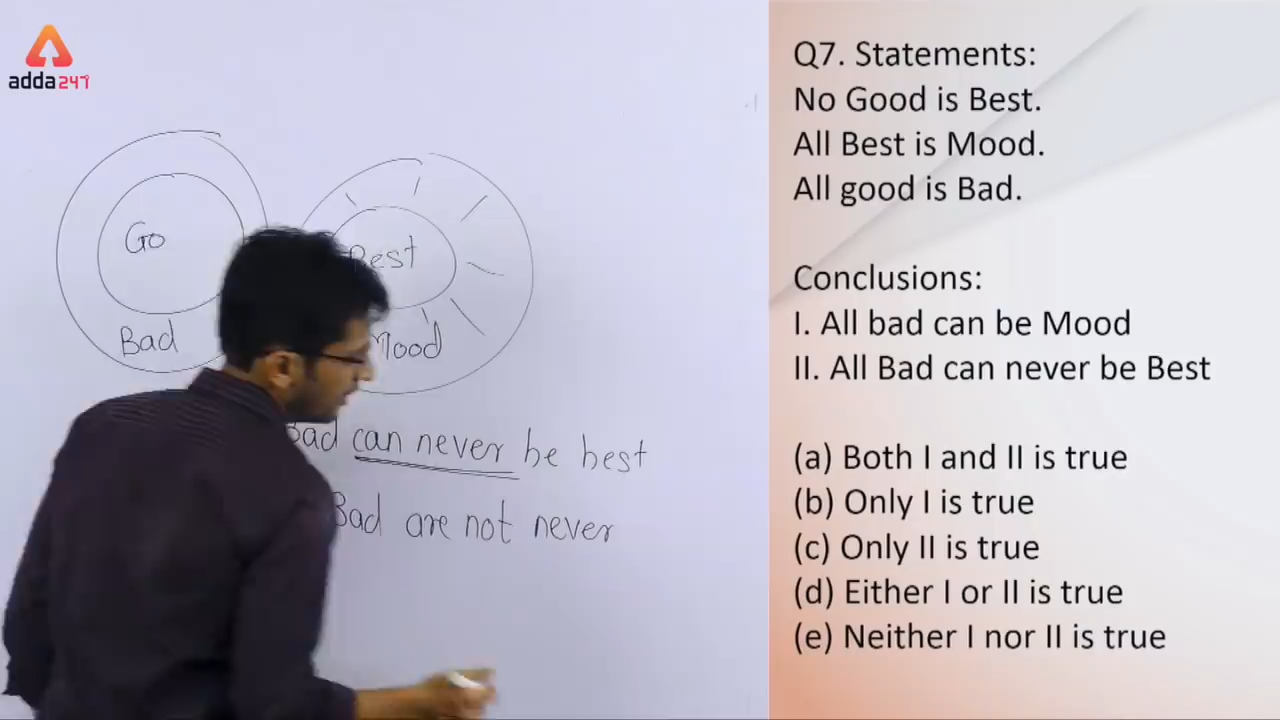 adda247
Go
Best
Bad
Mood
Bad can never be best
Bad are not never
Q7. Statements:
No Good is Best.
All Best is Mood.
All good is Bad.
Conclusions:
I. All bad can be Mood
II. All Bad can never be Best
(a) Both I and II is true
(b) Only I is true
(c) Only II is true
(d) Either I or II is true
(e) Neither I nor II is true